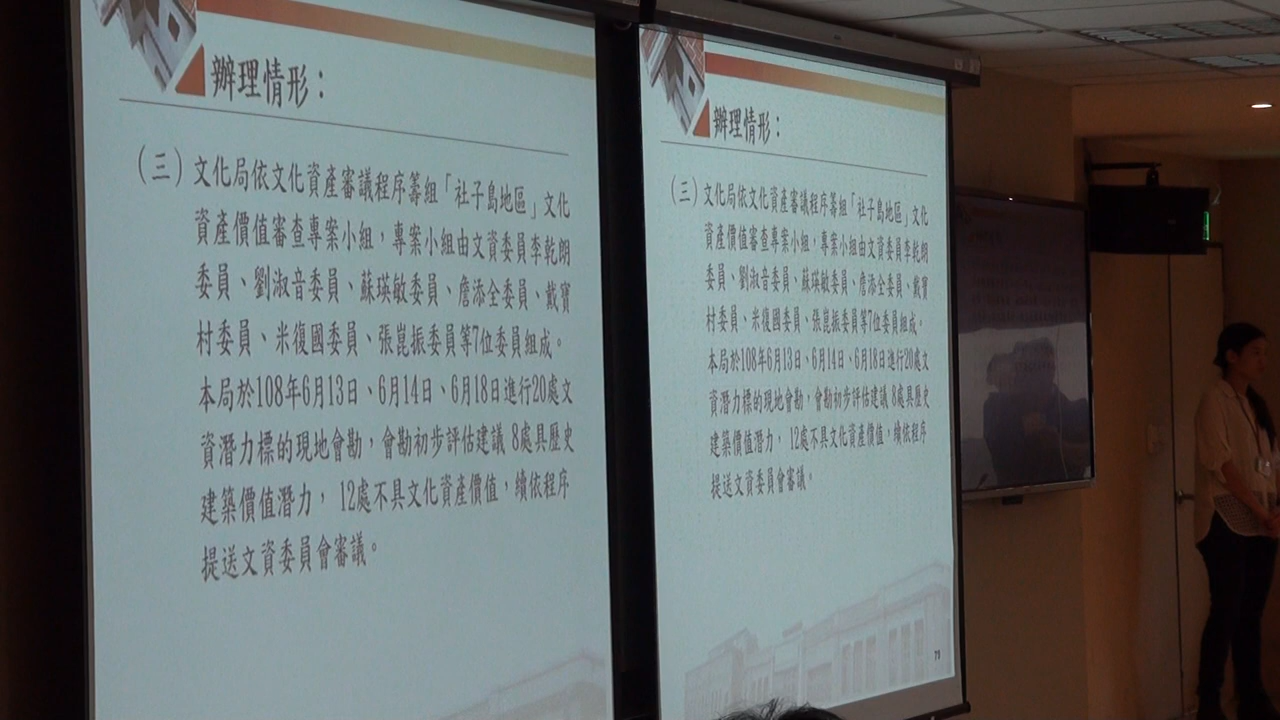 辦理情形：
（三）文化局依文化資產審議程序籌組「社子島地區」文化
資產價值審查專案小組，專案小組由文資委員李乾朗
委員、劉淑音委員、蘇瑛敏委員、詹添全委員、戴寶
村委員、米復國委員、張崑振委員等7位委員組成。
本局於108年6月13日、6月14日、6月18日進行20處文
資潛力標的現地會勘，會勘初步評估建議 8處具歷史
建築價值潛力， 12處不具文化資產價值，續依程序
提送文資委員會審議。
辦理情形：
（三）文化局依文化資產審議程序籌組「社子島地區」文化
資產價值審查專案小組，專案小組由文資委員李乾朗
委員、劉淑音委員、蘇瑛敏委員、詹添全委員、戴寶
村委員、米復國委員、張崑振委員等7位委員組成。
本局於108年6月13日、6月14日、6月18日進行20處文
資潛力標的現地會勘，會勘初步評估建議 8處具歷史
建築價值潛力， 12處不具文化資產價值，續依程序
提送文資委員會審議。